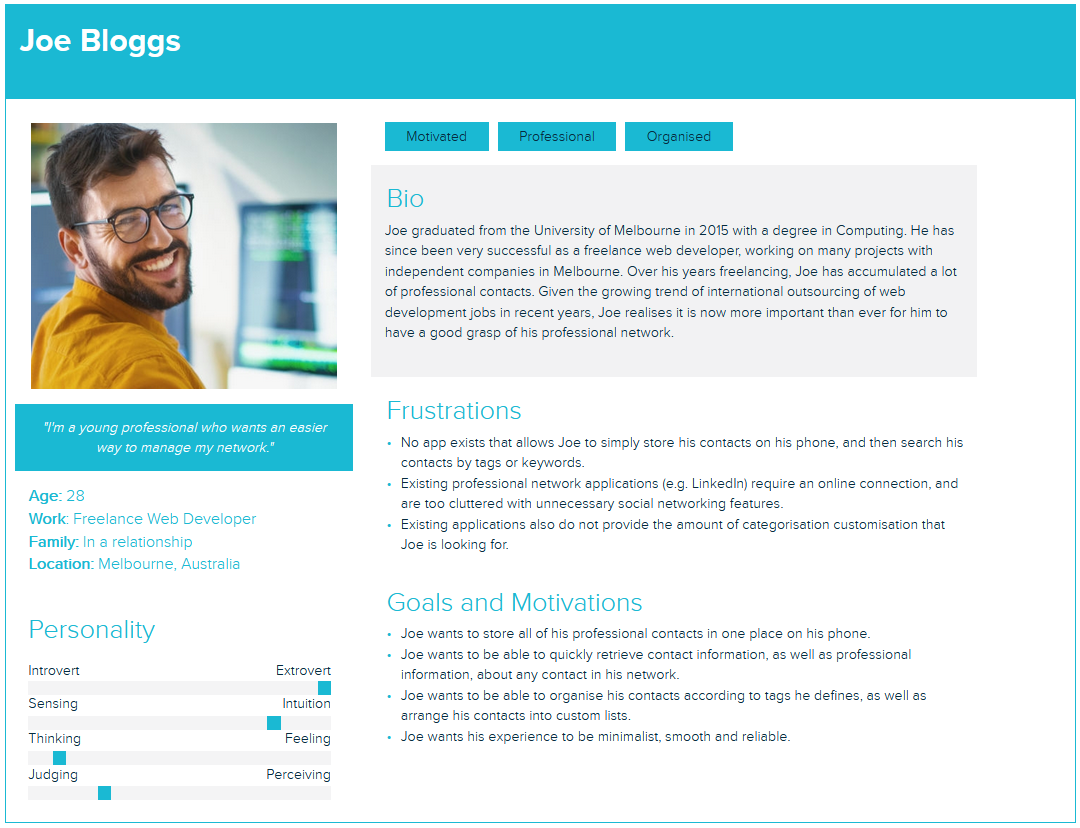 Joe Bloggs
"I'm a young professional who wants an easier
way to manage my network."
Age: 28
Work: Freelance Web Developer
Family: In a relationship
Location: Melbourne, Australia
Personality
Introvert Extrovert
Sensing Intuition
Thinking Feeling
Judging Perceiving
Motivated Professional Organised
Bio
Joe graduated from the University of Melbourne in 2015 with a degree in Computing. He has
since been very successful as a freelance web developer, working on many projects with
independent companies in Melbourne. Over his years freelancing, Joe has accumulated a lot
of professional contacts. Given the growing trend of international outsourcing of web
development jobs in recent years, Joe realises it is now more important than ever for him to
have a good grasp of his professional network.
Frustrations
• No app exists that allows Joe to simply store his contacts on his phone, and then search his
contacts by tags or keywords.
• Existing professional network applications (e.g. LinkedIn) require an online connection, and
are too cluttered with unnecessary social networking features.
• Existing applications also do not provide the amount of categorisation customisation that
Joe is looking for.
Goals and Motivations
• Joe wants to store all of his professional contacts in one place on his phone.
• Joe wants to be able to quickly retrieve contact information, as well as professional
information, about any contact in his network.
• Joe wants to be able to organise his contacts according to tags he defines, as well as
arrange his contacts into custom lists.
• Joe wants his experience to be minimalist, smooth and reliable.